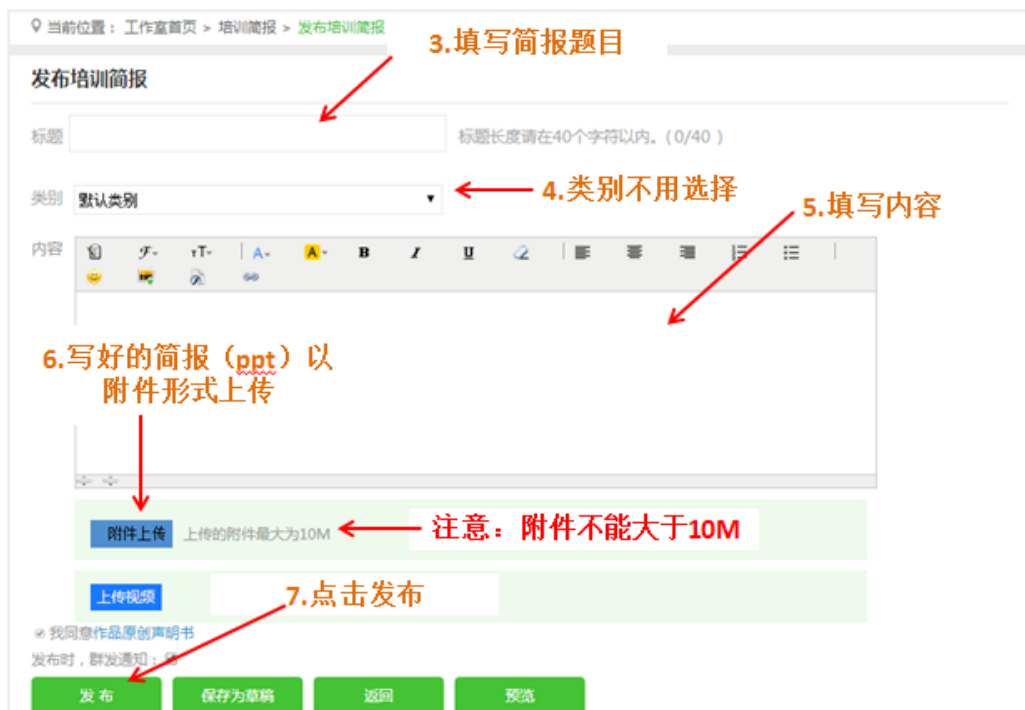 当前位置： 工作室首页 > 培训简报 > 发布培训简报
3.填写简报题目
发布培训简报
标题
标题长度请在40个字符以内。( 0/40 )
类别
默认类别
4.类别不用选择
5.填写内容
内容
6.写好的简报（ppt）以
附件形式上传
附件上传
上传的附件最大为10M
注意：附件不能大于10M
上传视频
7.点击发布
我同意作品原创声明书
发布时，群发通知：
发 布
保存为草稿
返回
预览